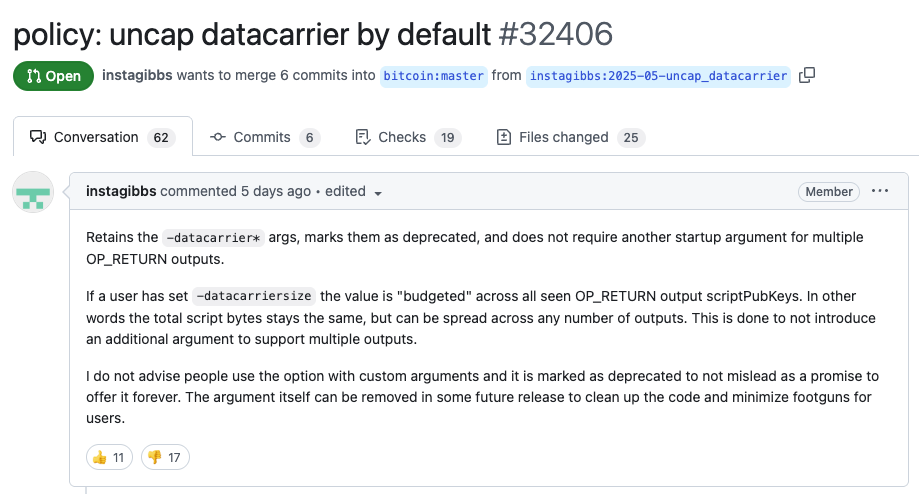 policy: uncap datacarrier by default #32406
Open instagibbs wants to merge 6 commits into bitcoin:master from instagibbs:2025-05-uncap_datacarrier
Conversation 62 Commits 6 Checks 19 Files changed 25
instagibbs commented 5 days ago • edited Member
Retains the -datacarrier* args, marks them as deprecated, and does not require another startup argument for multiple
OP_RETURN outputs.
If a user has set -datacarriersize the value is "budgeted" across all seen OP_RETURN output scriptPubKeys. In other
words the total script bytes stays the same, but can be spread across any number of outputs. This is done to not introduce
an additional argument to support multiple outputs.
I do not advise people use the option with custom arguments and it is marked as deprecated to not mislead as a promise to
offer it forever. The argument itself can be removed in some future release to clean up the code and minimize footguns for
users.
👍 11 👎 17